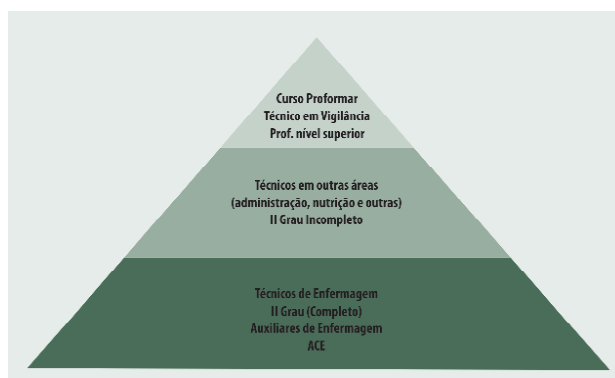 Curso Proformar
Técnico em Vigilância
Prof. nível superior
Técnicos em outras áreas
(administração, nutrição e outras)
II Grau Incompleto
Técnicos de Enfermagem
II Grau (Completo)
Auxiliares de Enfermagem
ACE